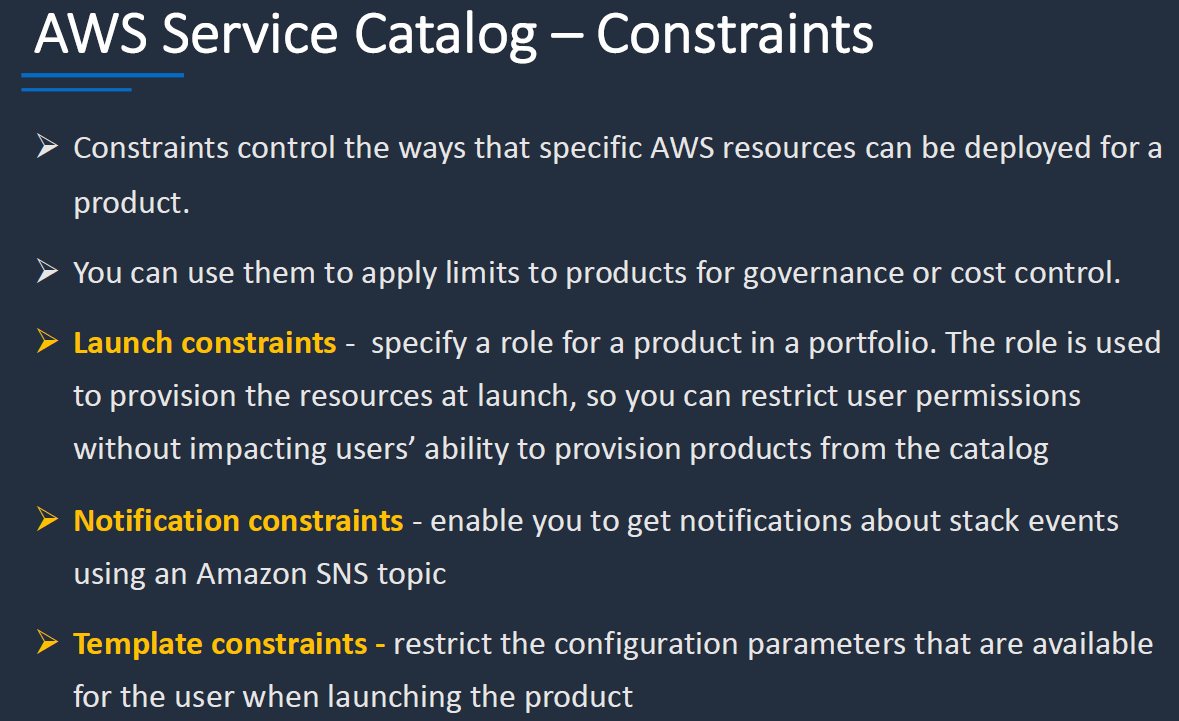 AWS Service Catalog – Constraints
➢ Constraints control the ways that specific AWS resources can be deployed for a
product.
➢ You can use them to apply limits to products for governance or cost control.
➢ Launch constraints -  specify a role for a product in a portfolio. The role is used
to provision the resources at launch, so you can restrict user permissions
without impacting users’ ability to provision products from the catalog
➢ Notification constraints - enable you to get notifications about stack events
using an Amazon SNS topic
➢ Template constraints - restrict the configuration parameters that are available
for the user when launching the product